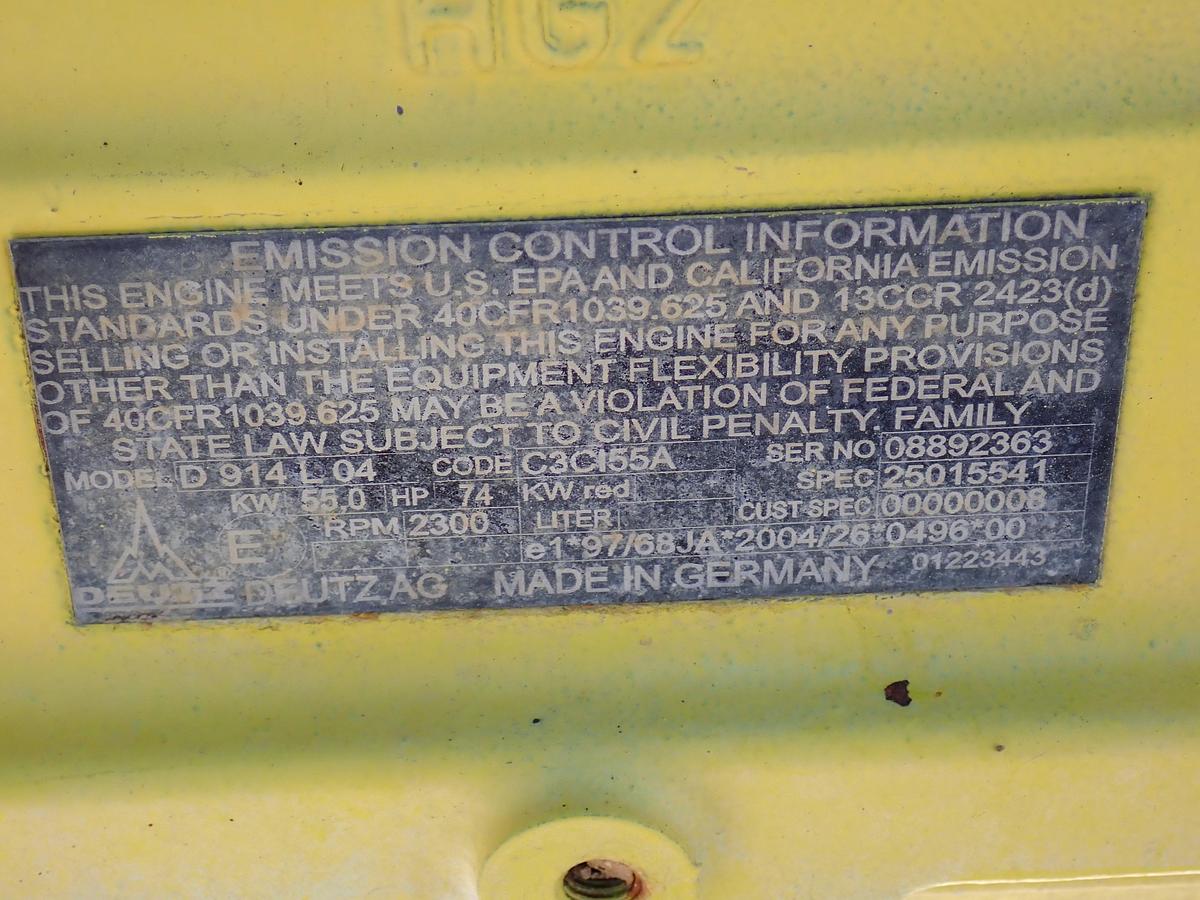 HGZ
EMISSION CONTROL INFORMATION
THIS ENGINE MEETS U.S. EPA AND CALIFORNIA EMISSION
STANDARDS UNDER 40CFR1039.625 AND 13CCR 2423(d)
SELLING OR INSTALLING THIS ENGINE FOR ANY PURPOSE
OTHER THAN THE EQUIPMENT FLEXIBILITY PROVISIONS
OF 40CFR1039.625 MAY BE A VIOLATION OF FEDERAL AND
STATE LAW SUBJECT TO CIVIL PENALTY. FAMILY
MODEL D 914 L 04 CODE C3CI55A SER NO 08892363
KW 55.0 HP 74 KW red SPEC 25015541
RPM 2300 LITER CUST-SPEC 00000008
E e1*97/68JA*2004/26*0496*00
DEUTZ DEUTZ AG MADE IN GERMANY 01223443